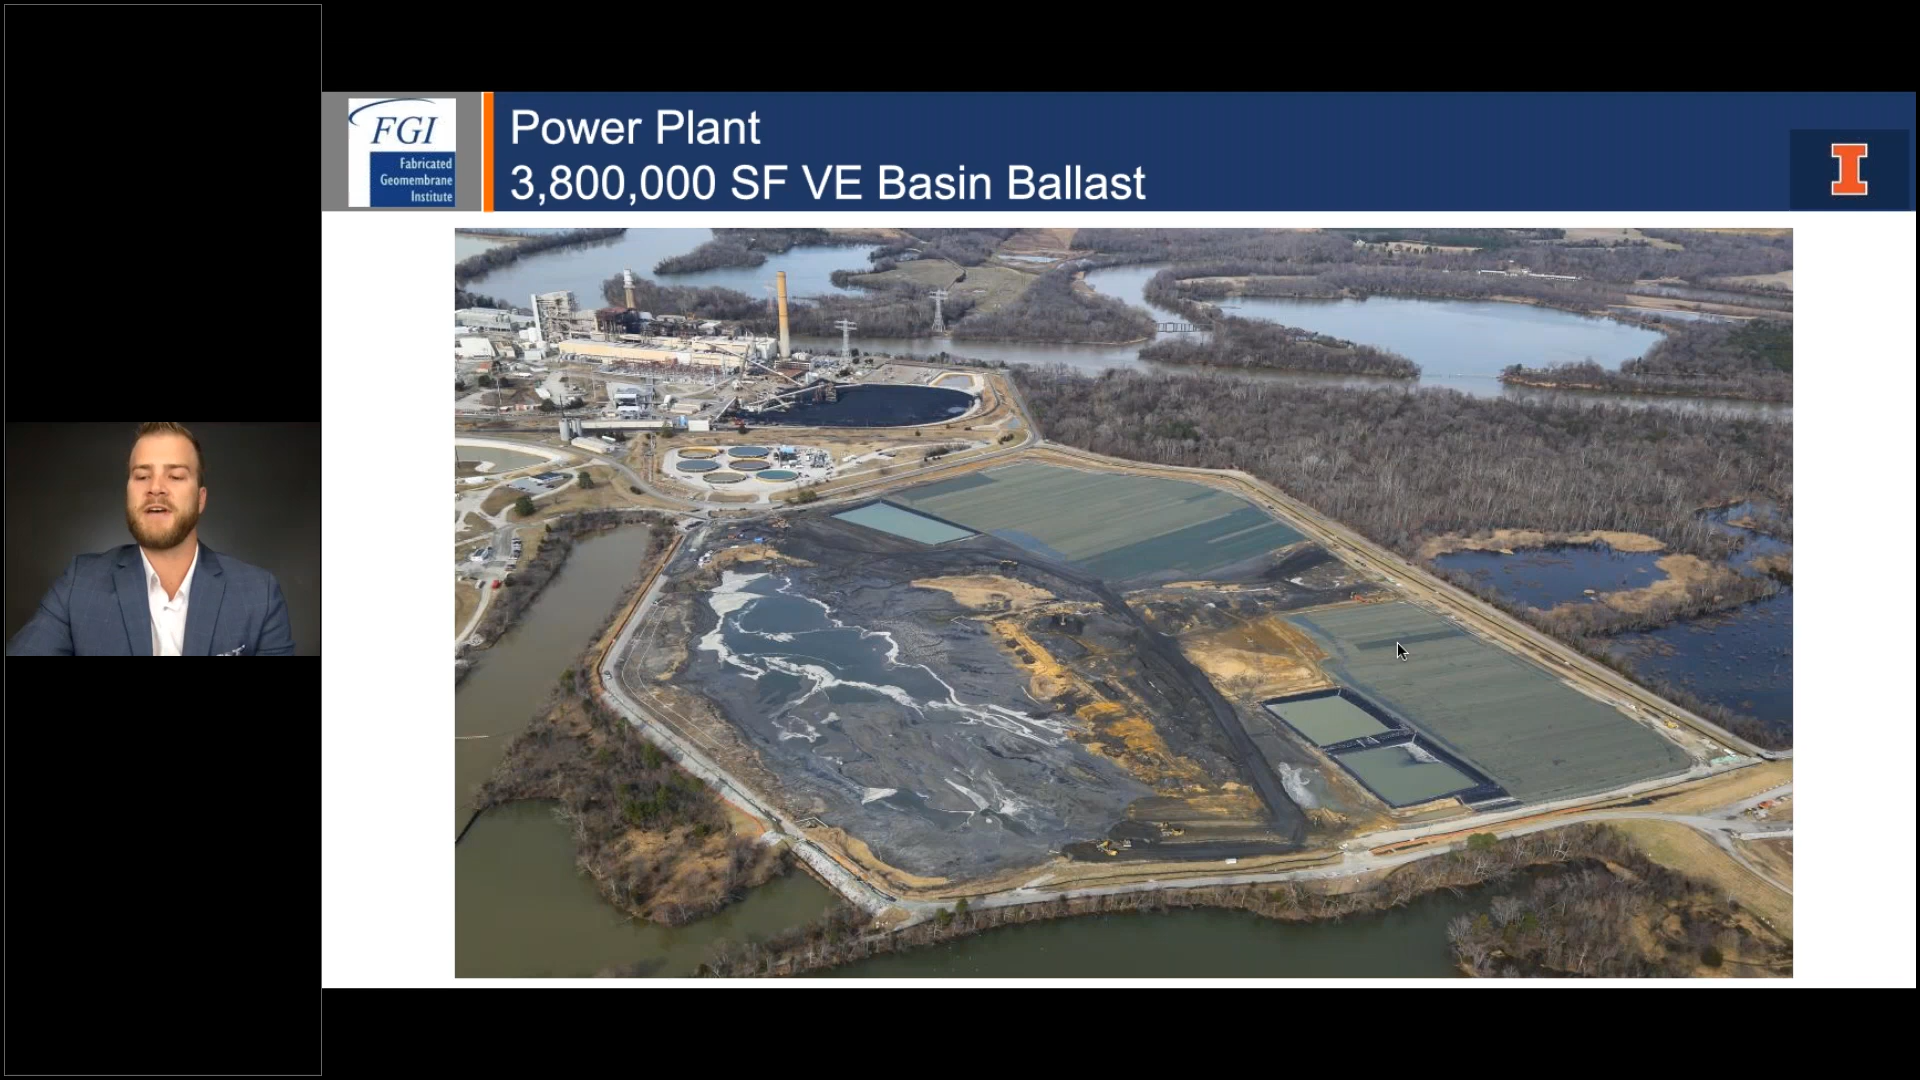 FGI
Fabricated
Geomembrane
Institute
Power Plant
3,800,000 SF VE Basin Ballast
I